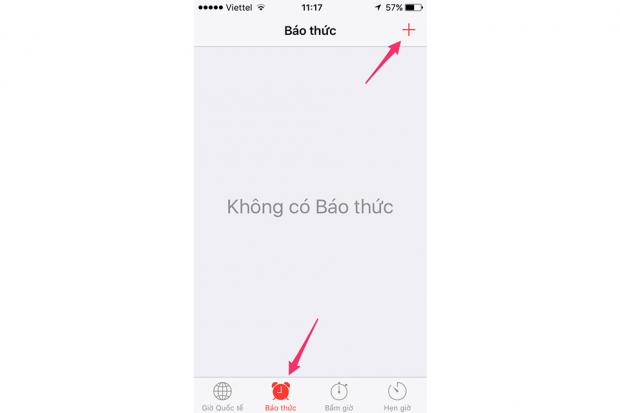 Viettel 11:17 57%
Báo thức
Không có Báo thức
Giờ Quốc tế Báo thức Bấm giờ Hẹn giờ